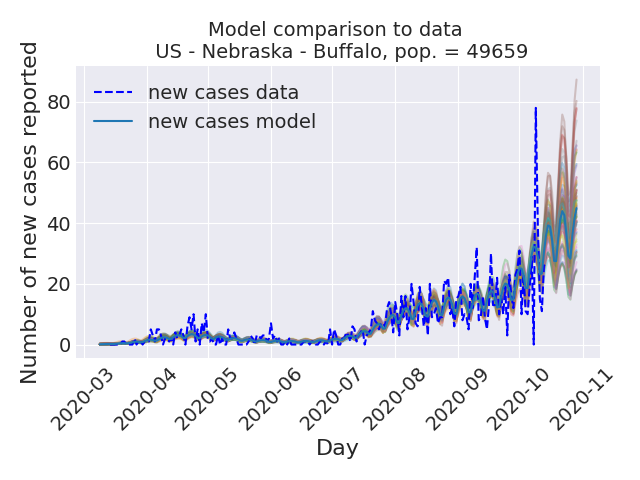 Model comparison to data
US - Nebraska - Buffalo, pop. = 49659
new cases data
new cases model
Number of new cases reported
80
60
40
20
0
2020-03
2020-04
2020-05
2020-06
2020-07
2020-08
2020-09
2020-10
2020-11
Day